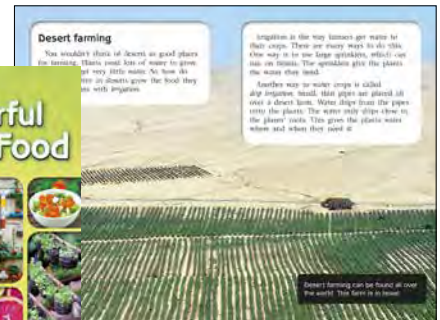 rful
Food
Desert farming
You wouldn't think of deserts as good places
for farming. Plants need lots of water to grow.
get very little water. So how do
in deserts grow the food they
with irrigation.
Irrigation is the way farmers get water to
their crops. There are many ways to do this.
One way is to use large sprinklers, which can
run on timers. The sprinklers give the plants
the water they need.
Another way to water crops is called
drip irrigation. Small, thin pipes are placed all
over a desert farm. Water drips from the pipes
onto the plants. The water only drips close to
the plants' roots. This gives the plants water
where and when they need it.
Desert farming can be found all over
the world. This farm is in Israel.